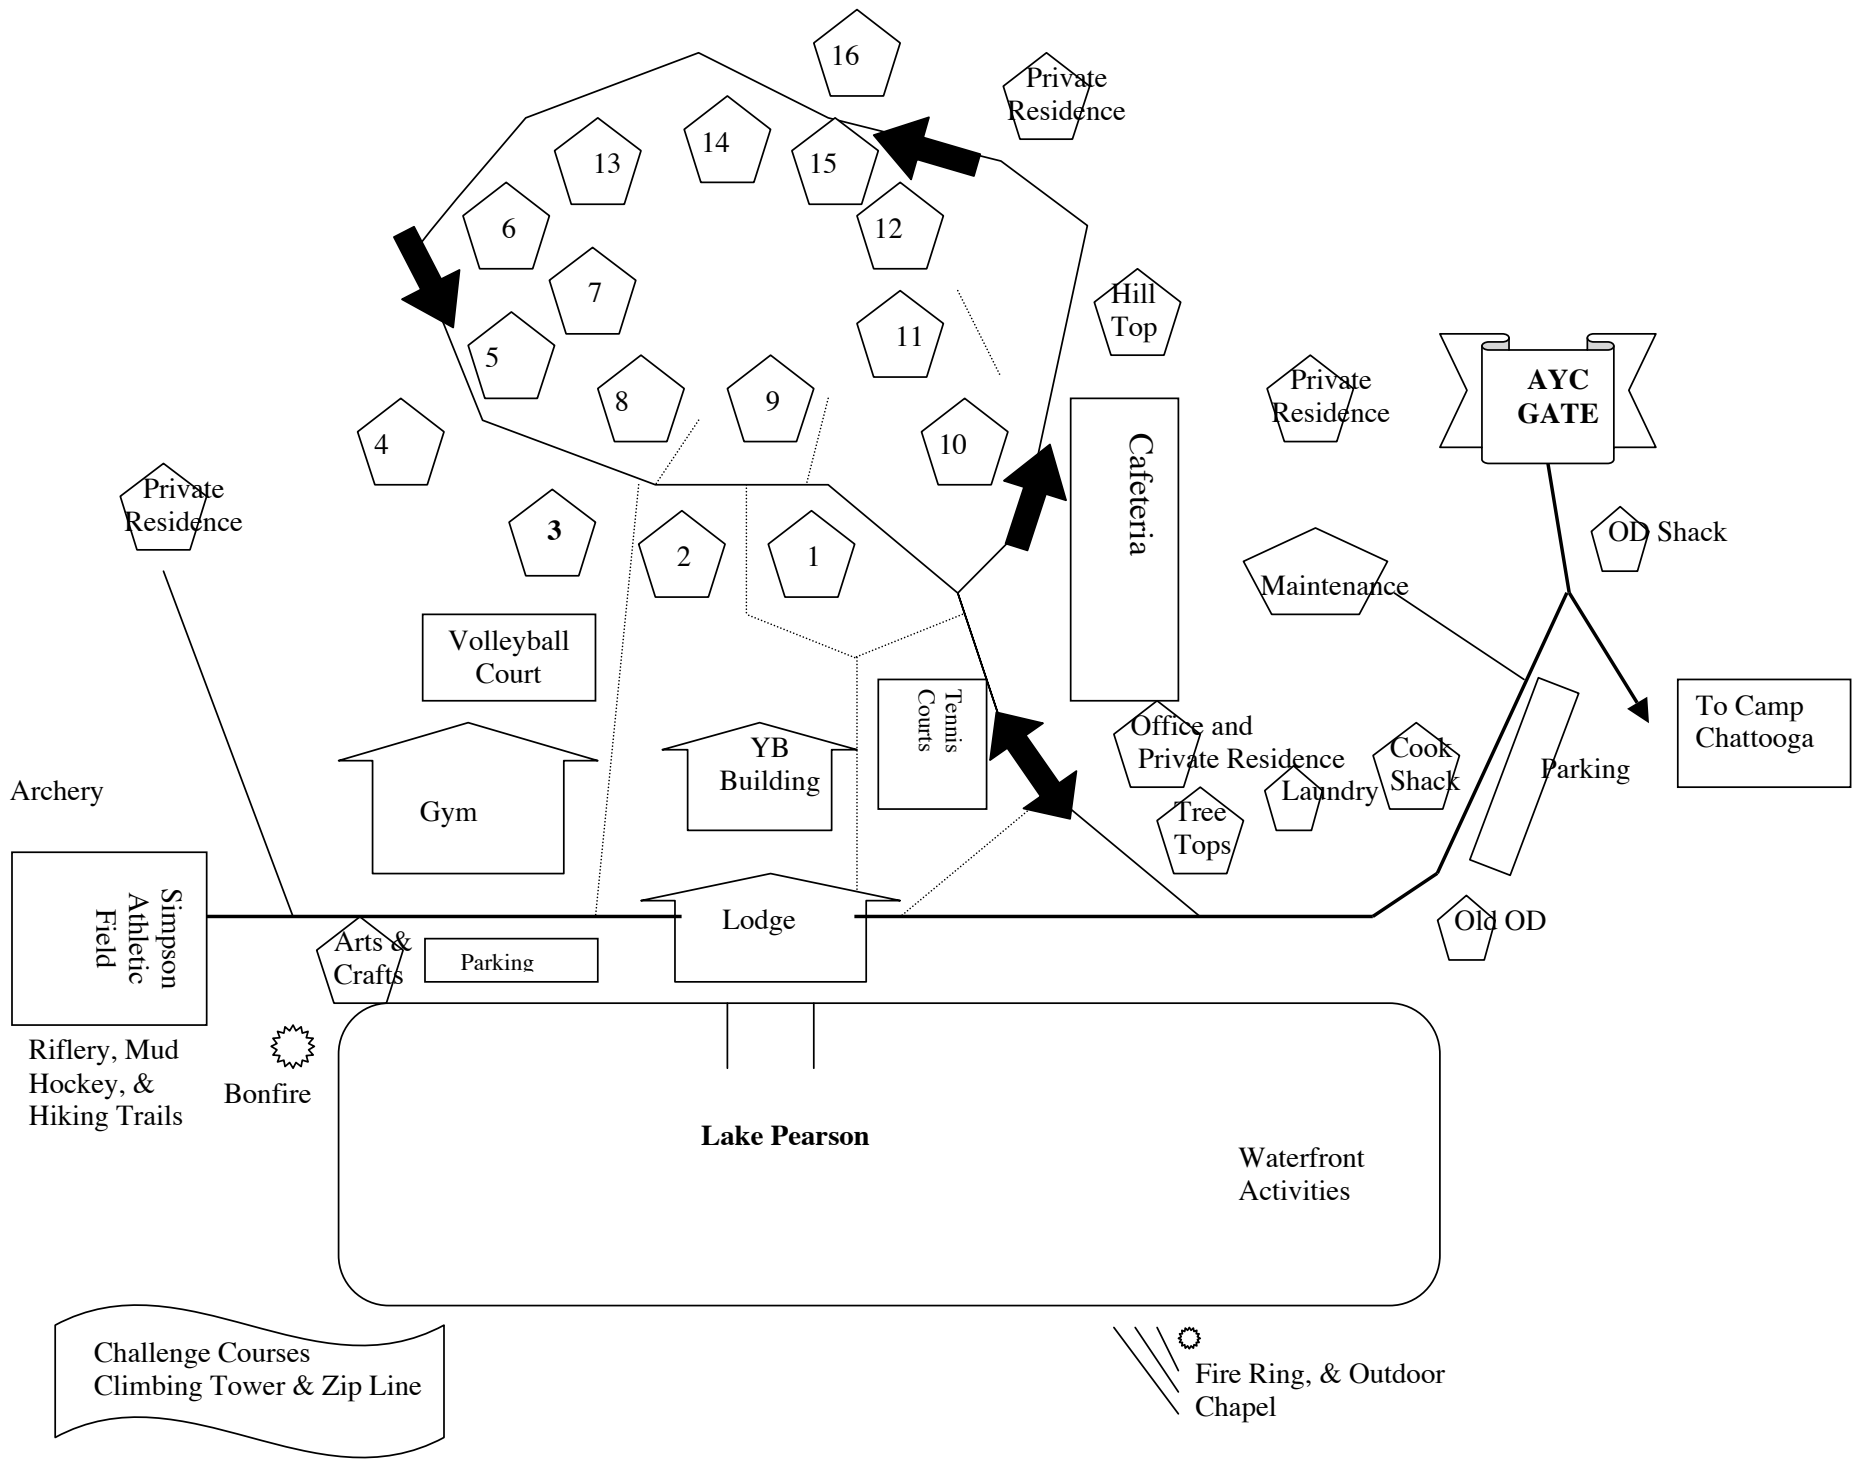 16
Private
Residence
14
13
15
6
12
7
Hill
Top
11
5
8
9
4
10
AYC
GATE
Private
Residence
Cafeteria
Private
Residence
3
2
1
OD Shack
Maintenance
Volleyball
Court
Tennis
Courts
To Camp
Chattooga
Office and
Private Residence
YB
Building
Cook
Shack
Parking
Laundry
Archery
Gym
Tree
Tops
Simpson
Athletic
Field
Lodge
Old OD
Arts &
Crafts
Parking
Riflery, Mud
Hockey, &
Hiking Trails
Bonfire
Lake Pearson
Waterfront
Activities
Challenge Courses
Climbing Tower & Zip Line
Fire Ring, & Outdoor
Chapel